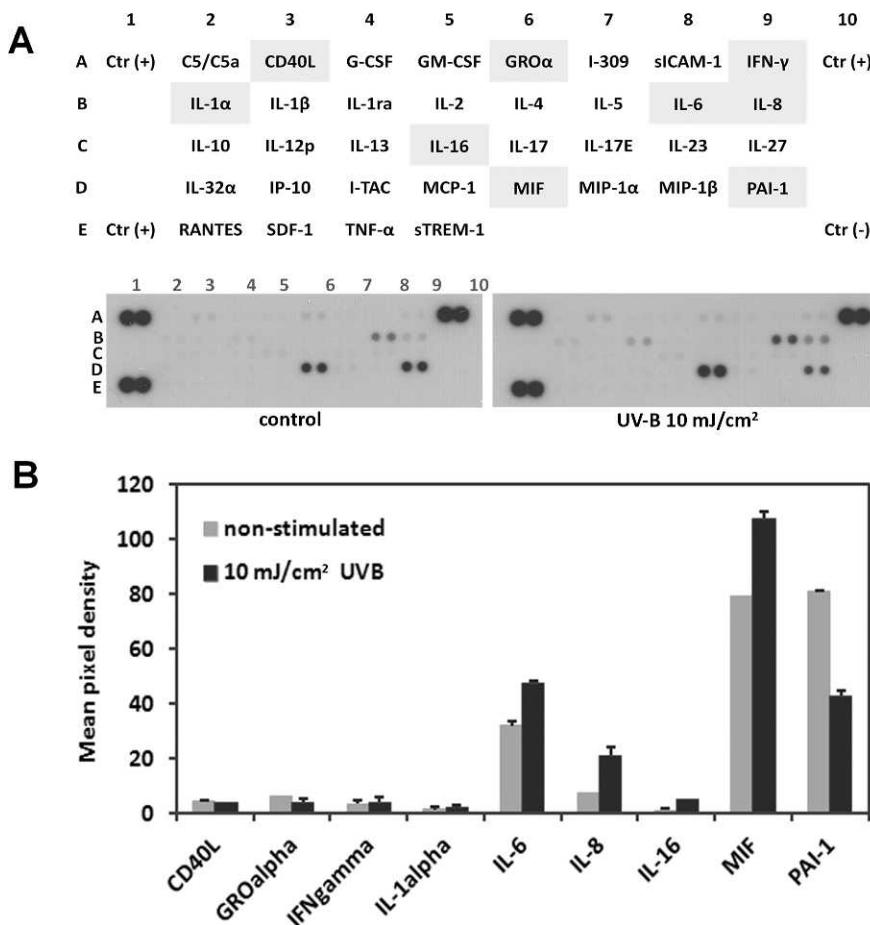 1 2 3 4 5 6 7 8 9 10
A
A Ctr (+) C5/C5a CD40L G-CSF GM-CSF GROα I-309 sICAM-1 IFN-γ Ctr (+)
B IL-1α IL-1β IL-1ra IL-2 IL-4 IL-5 IL-6 IL-8
C IL-10 IL-12p IL-13 IL-16 IL-17 IL-17E IL-23 IL-27
D IL-32α IP-10 I-TAC MCP-1 MIF MIP-1α MIP-1β PAI-1
E Ctr (+) RANTES SDF-1 TNF-α sTREM-1 Ctr (-)
1 2 3 4 5 6 7 8 9 10
A
B
C
D
E
control UV-B 10 mJ/cm²
B
120
100
80
60
40
20
0
Mean pixel density
non-stimulated
10 mJ/cm² UVB
CD40L GROalpha IFNgamma IL-1alpha IL-6 IL-8 IL-16 MIF PAI-1